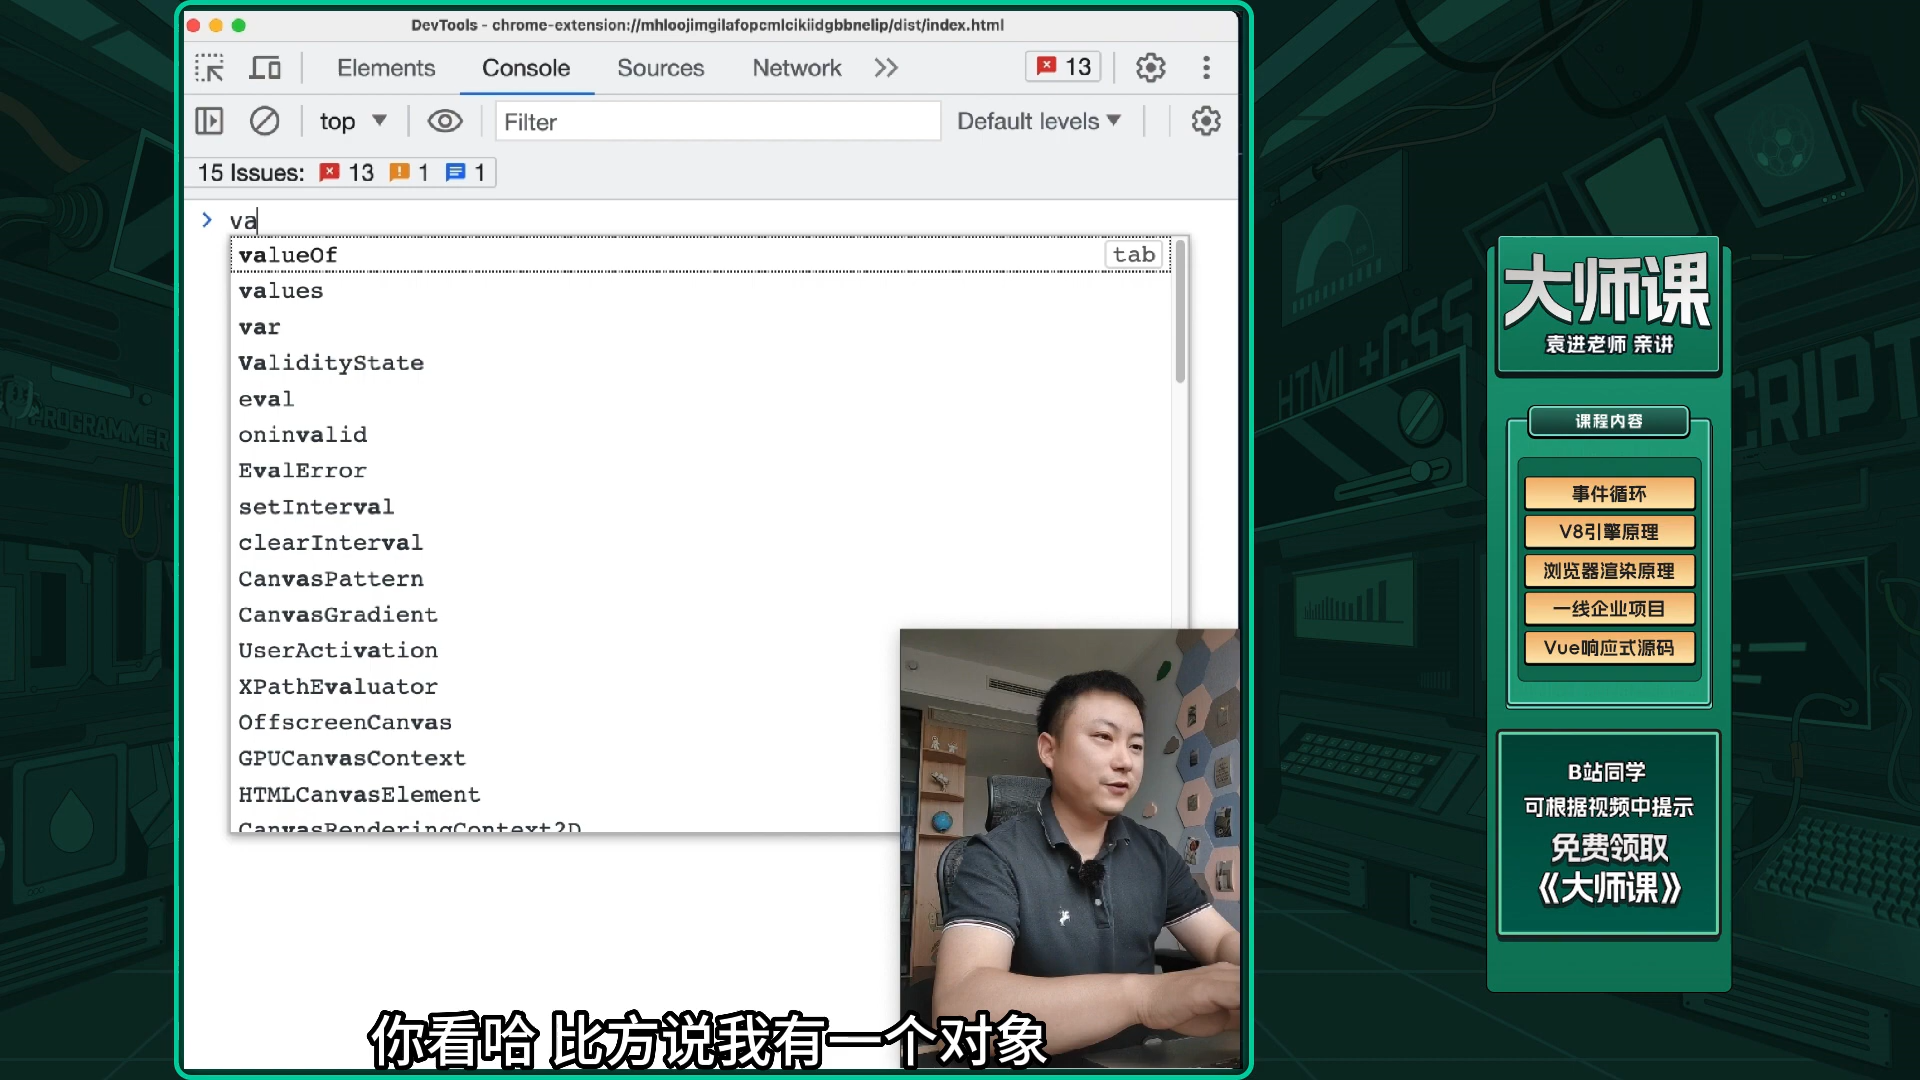 DevTools - chrome-extension://mhloojimgilafopcmlcikiidgbbnelip/dist/index.html
Elements Console Sources Network 13
top Filter Default levels
15 Issues: 13 1 1
va
valueOf tab
values
var
ValidityState
eval
oninvalid
EvalError
setInterval
clearInterval
CanvasPattern
CanvasGradient
UserActivation
XPathEvaluator
OffscreenCanvas
GPUCanvasContext
HTMLCanvasElement
CanvasRenderingContext2D
你看哈 比方说我有一个对象
大师课
袁进老师 亲讲
课程内容
事件循环
V8引擎原理
浏览器渲染原理
一线企业项目
Vue响应式源码
B站同学
可根据视频中提示
免费领取
《大师课》
PROGRAMMER
HTML+CSS
CRIPT